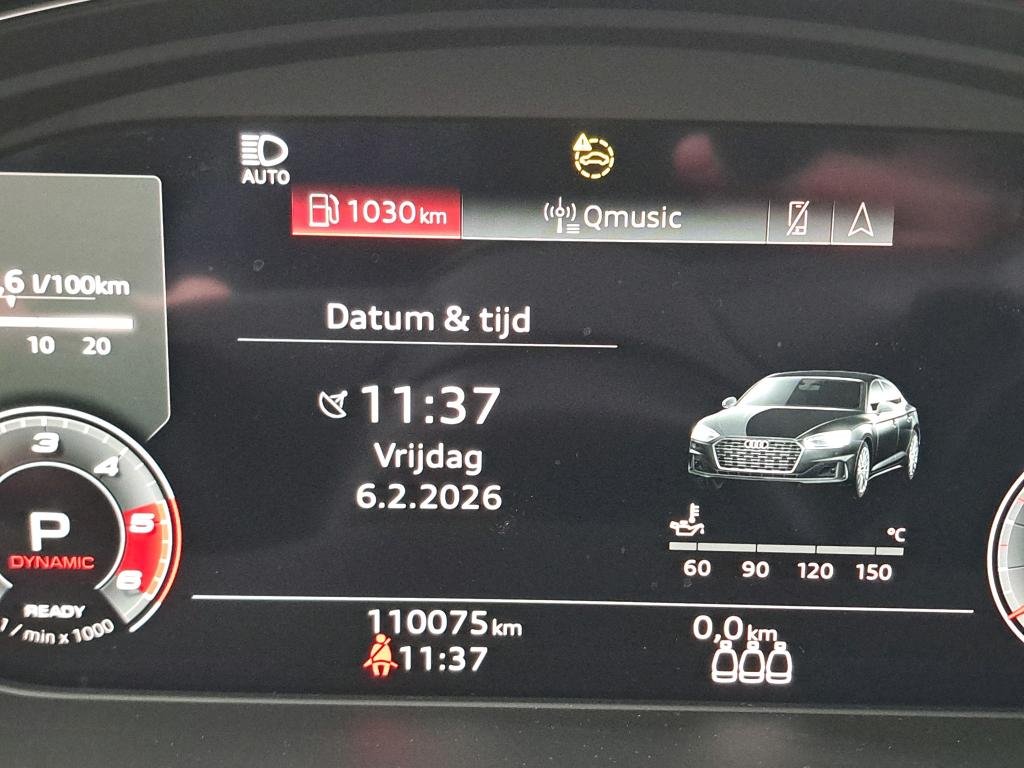 AUTO
1030 km
Qmusic
,6 l/100km
10 20
Datum & tijd
11:37
Vrijdag
6.2.2026
3
4
5
6
P
DYNAMIC
READY
1 / min x 1000
°C
60 90 120 150
110075 km
0,0 km
11:37